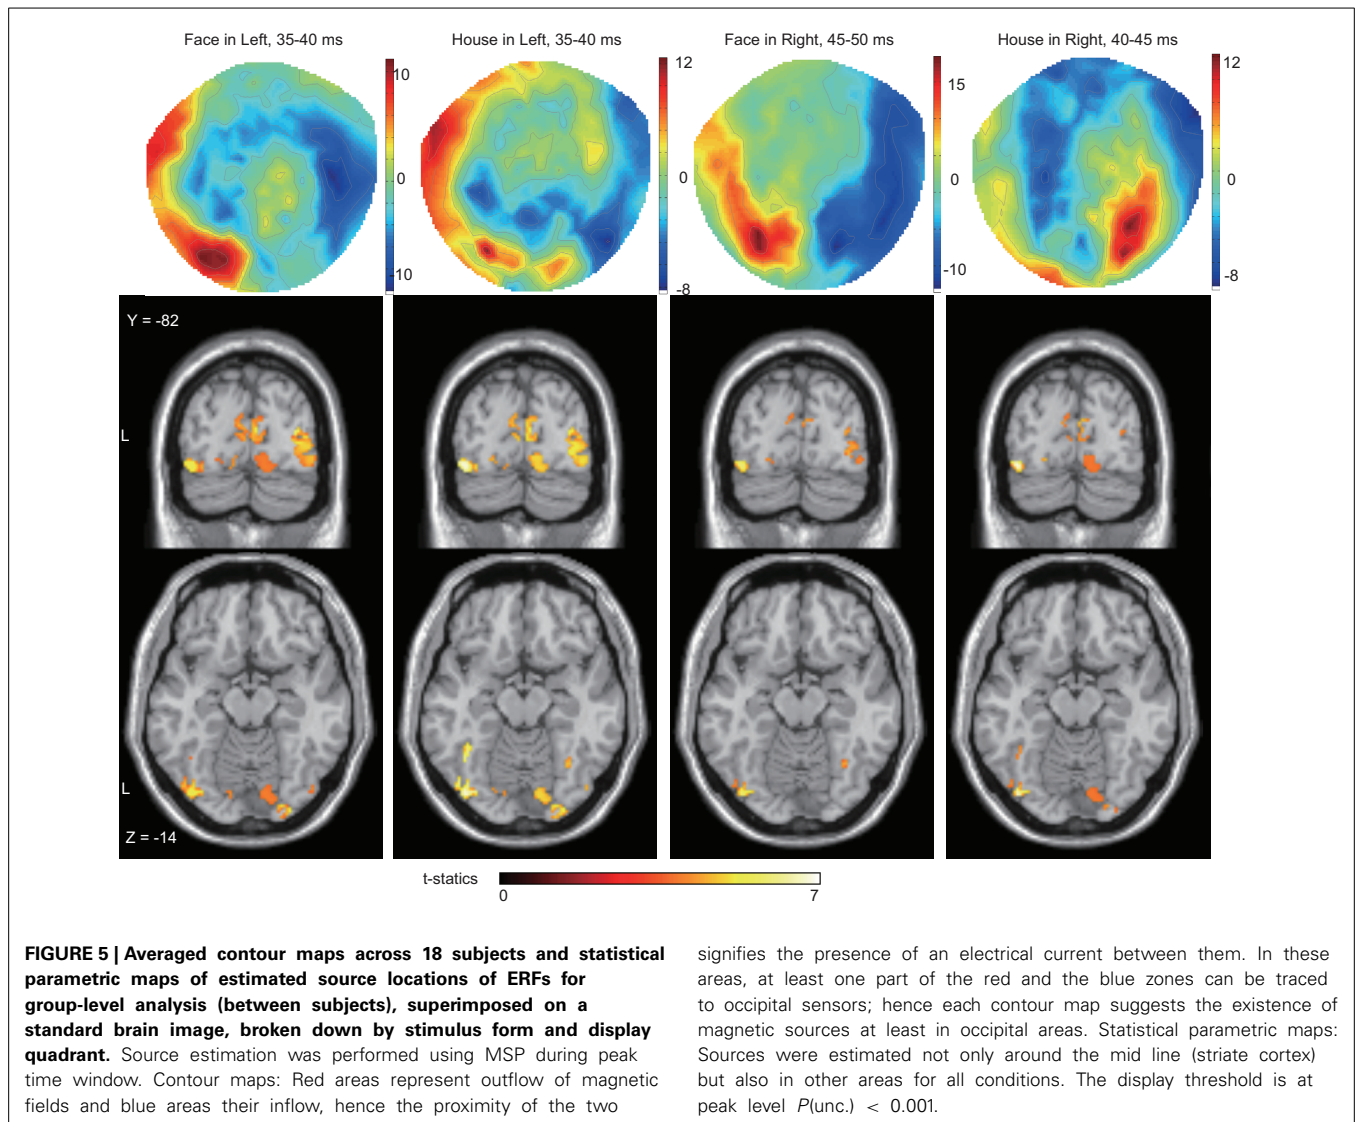 Face in Left, 35-40 ms
House in Left, 35-40 ms
Face in Right, 45-50 ms
House in Right, 40-45 ms
10
0
-10
12
0
-8
15
0
-10
12
0
-8
Y = -82
L
L
Z = -14
t-statics
0
7
FIGURE 5 | Averaged contour maps across 18 subjects and statistical
parametric maps of estimated source locations of ERFs for
group-level analysis (between subjects), superimposed on a
standard brain image, broken down by stimulus form and display
quadrant. Source estimation was performed using MSP during peak
time window. Contour maps: Red areas represent outflow of magnetic
fields and blue areas their inflow, hence the proximity of the two
signifies the presence of an electrical current between them. In these
areas, at least one part of the red and the blue zones can be traced
to occipital sensors; hence each contour map suggests the existence of
magnetic sources at least in occipital areas. Statistical parametric maps:
Sources were estimated not only around the mid line (striate cortex)
but also in other areas for all conditions. The display threshold is at
peak level P(unc.) < 0.001.